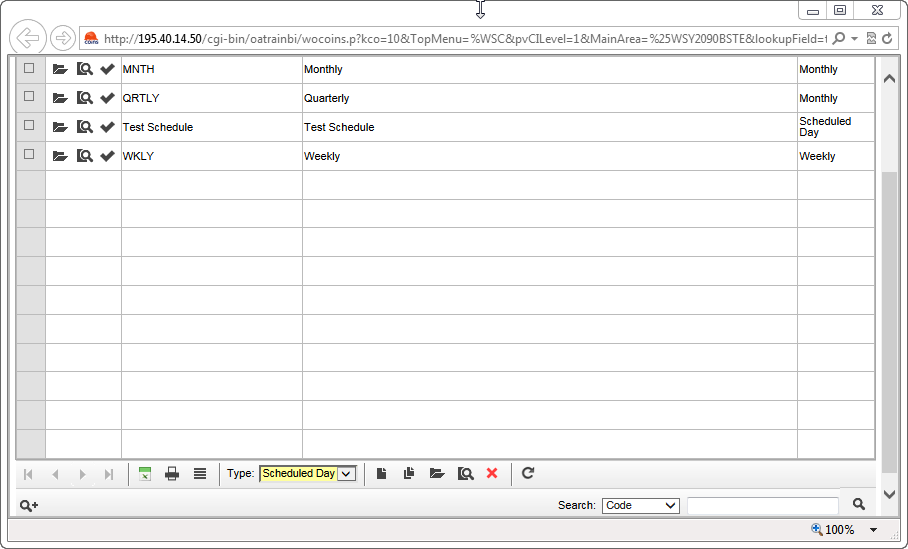 http://195.40.14.50/cgi-bin/oatrainbi/wocoins.p?kco=10&TopMenu=%WSC&pvCILevel=1&MainArea=%25WSY2090BSTE&lookupField=t
coins
MNTH Monthly Monthly
QRTLY Quarterly Monthly
Test Schedule Test Schedule Scheduled Day
WKLY Weekly Weekly
Type: Scheduled Day
Search: Code
100%